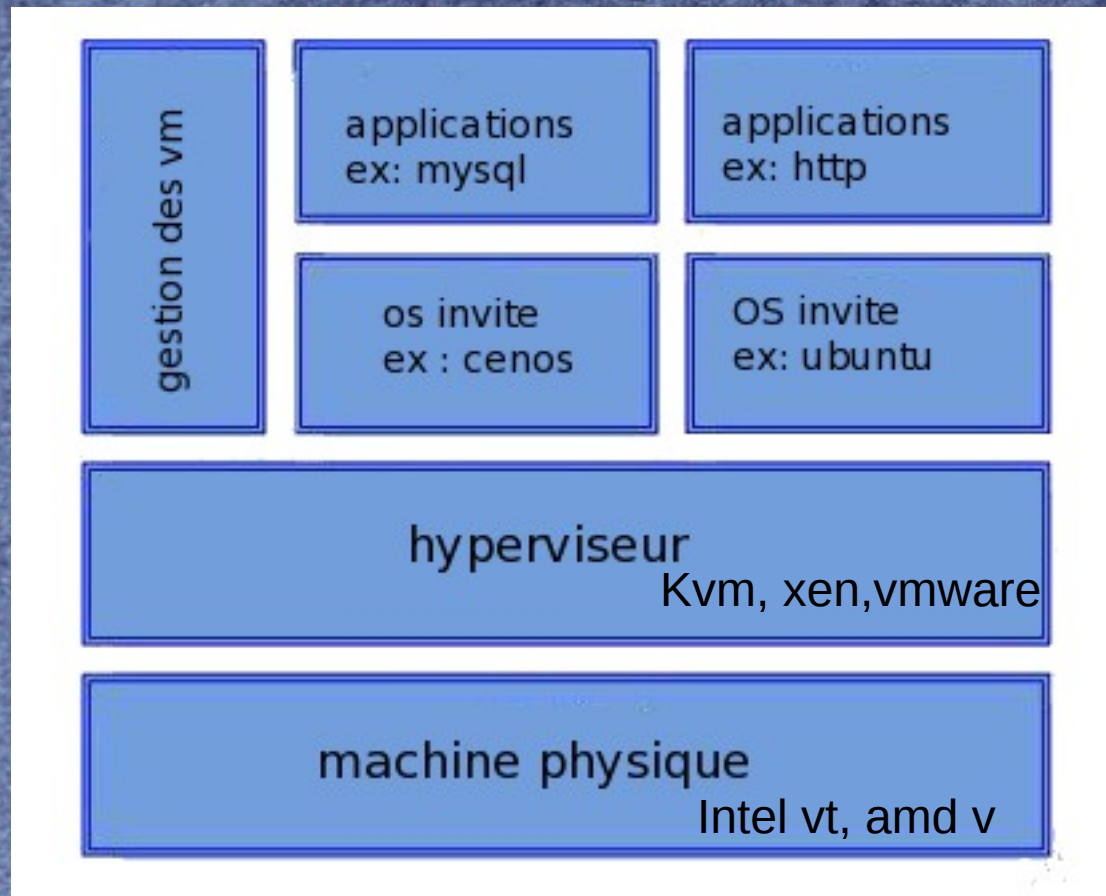 gestion des vm
applications
ex: mysql
applications
ex: http
os invite
ex : cenos
OS invite
ex: ubuntu
hyperviseur
Kvm, xen,vmware
machine physique
Intel vt, amd v